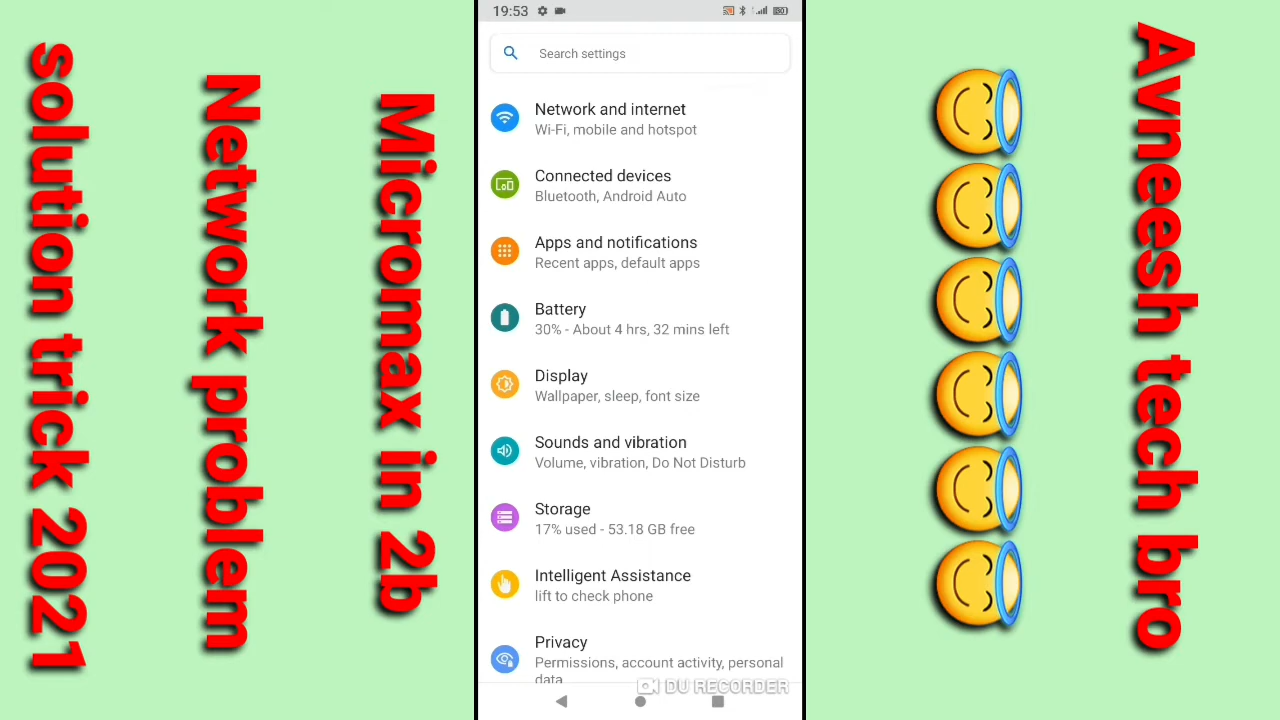 solution trick 2021
Network problem
Micromax in 2b
19:53
30
Search settings
Network and internet
Wi-Fi, mobile and hotspot
Connected devices
Bluetooth, Android Auto
Apps and notifications
Recent apps, default apps
Battery
30% - About 4 hrs, 32 mins left
Display
Wallpaper, sleep, font size
Sounds and vibration
Volume, vibration, Do Not Disturb
Storage
17% used - 53.18 GB free
Intelligent Assistance
lift to check phone
Privacy
Permissions, account activity, personal
data
DU RECORDER
Avneesh tech bro